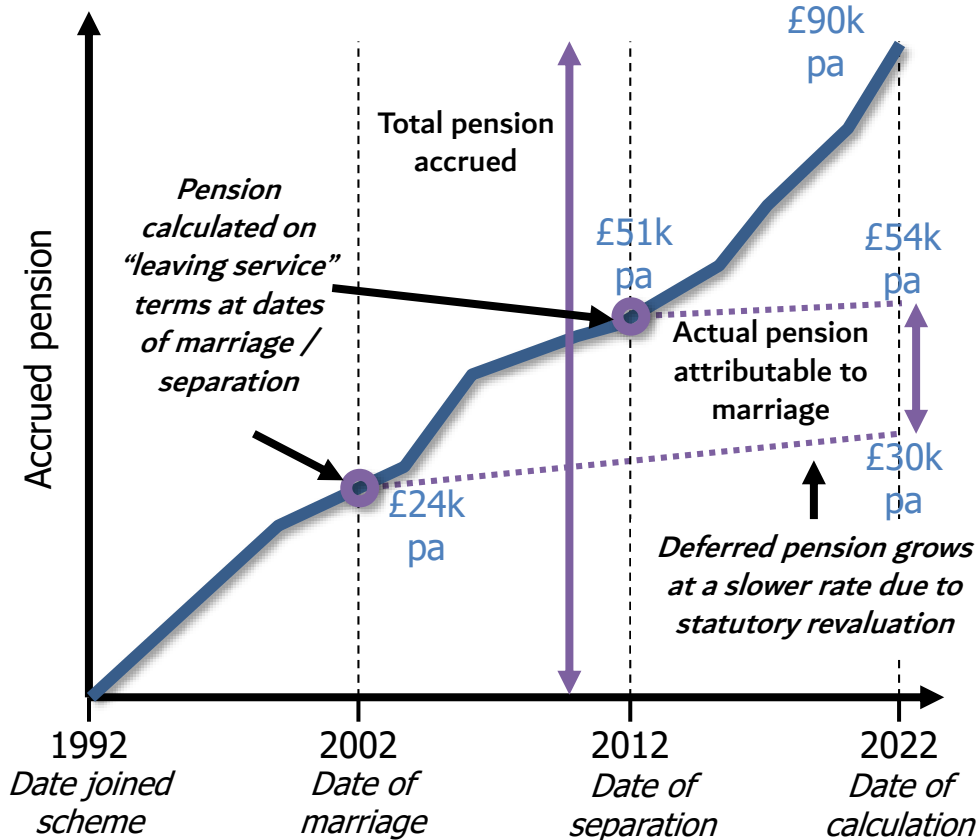 £90k
pa
Total pension
accrued
Pension
calculated on
“leaving service”
terms at dates
of marriage /
separation
£51k
pa
£54k
pa
Actual pension
attributable to
marriage
£24k
pa
£30k
pa
Deferred pension grows
at a slower rate due to
statutory revaluation
Accrued pension
1992
Date joined
scheme
2002
Date of
marriage
2012
Date of
separation
2022
Date of
calculation